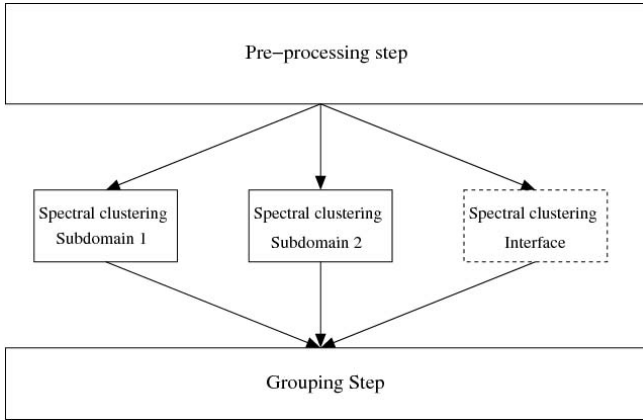 Pre−processing step
Spectral clustering
Subdomain 1
Spectral clustering
Subdomain 2
Spectral clustering
Interface
Grouping Step